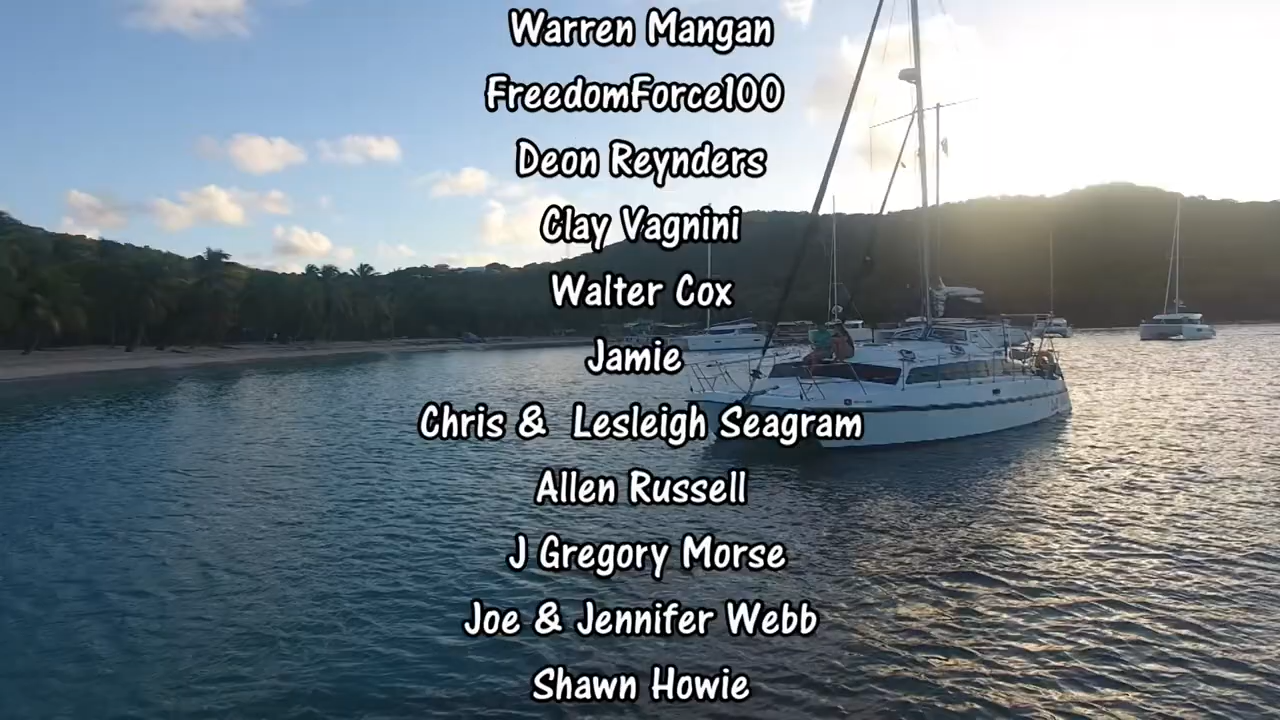 Warren Mangan
FreedomForce100
Deon Reynders
Clay Vagnini
Walter Cox
Jamie
Chris &  Lesleigh Seagram
Allen Russell
J Gregory Morse
Joe & Jennifer Webb
Shawn Howie